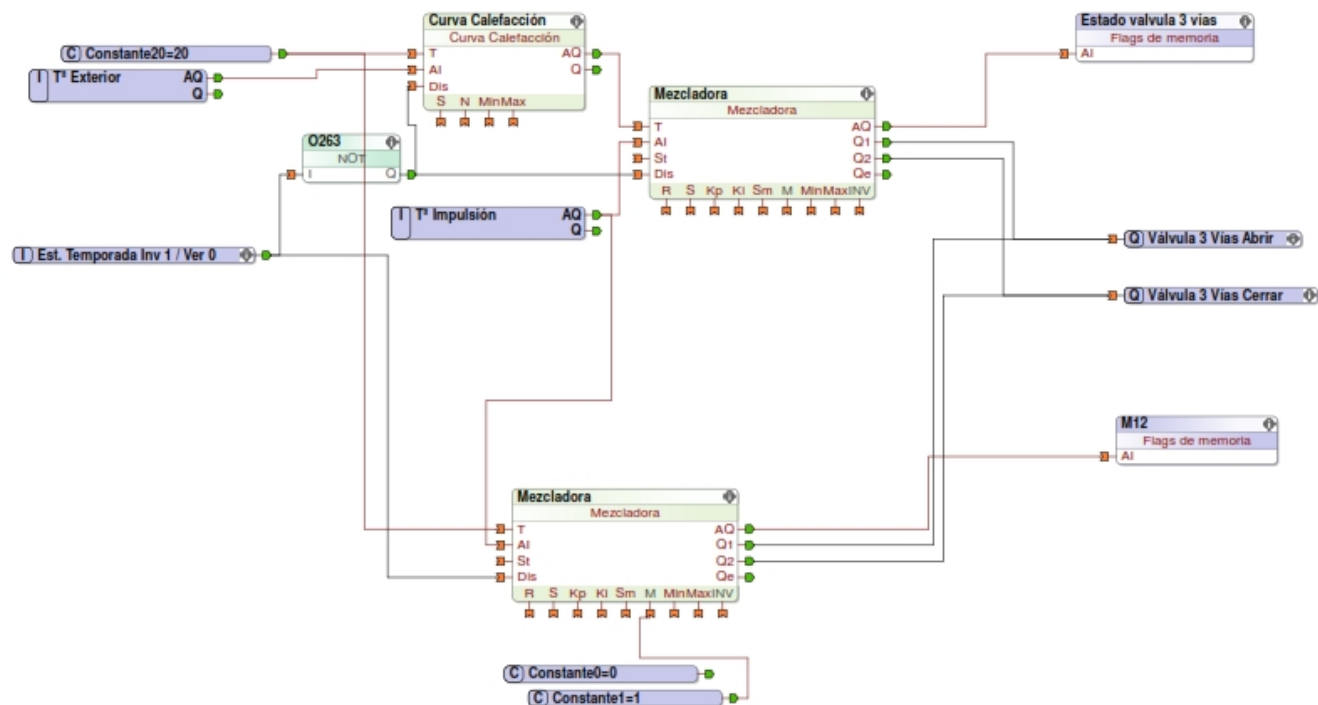 Curva Calefacción
Curva Calefacción
T AQ
AI Q
Dis
S N MinMax
Estado valvula 3 vias
Flags de memoria
AI
C Constante20=20
I Tª Exterior AQ
Q
Mezcladora
Mezcladora
T AQ
AI Q1
St Q2
Dis Qe
R S Kp KI Sm M MinMaxINV
O263
NOT
I Q
I Tª Impulsión AQ
Q
I Est. Temporada Inv 1 / Ver 0
Q Válvula 3 Vías Abrir
Q Válvula 3 Vías Cerrar
M12
Flags de memoria
AI
Mezcladora
Mezcladora
T AQ
AI Q1
St Q2
Dis Qe
R S Kp KI Sm M MinMaxINV
C Constante0=0
C Constante1=1